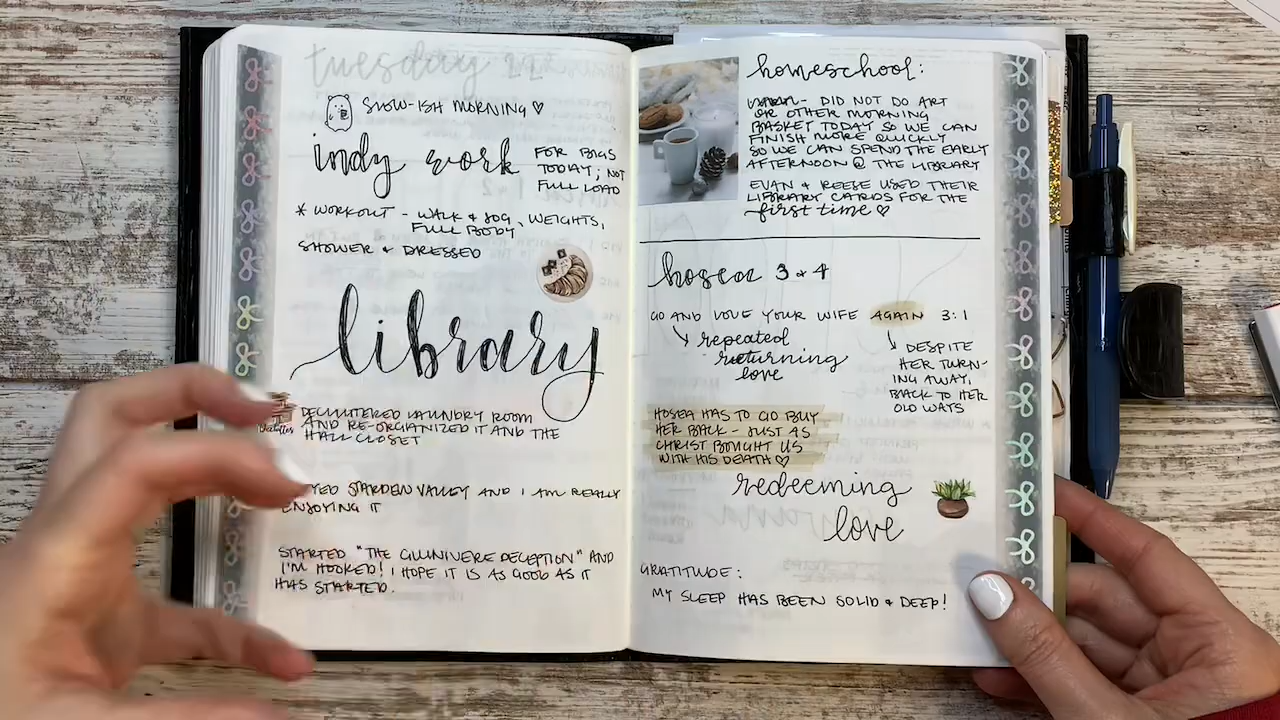 tuesday
SLOW ISH MORNING ♡
indy work
FOR BIGS
TODAY; NOT
FULL LOAD
* WORKOUT - WALK & JOG, WEIGHTS,
FULL BODY
SHOWER & DRESSED
library
DECLUTTERED LAUNDRY ROOM
AND RE-ORGANIZED IT AND THE
HALL CLOSET
STARDEW VALLEY AND I AM REALLY
ENJOYING IT
STARTED "THE GUINIVERE DECEPTION" AND
I'M HOOKED! I HOPE IT IS AS GOOD AS IT
HAS STARTED.
homeschool:
DID NOT DO ART
OR OTHER MORNING
BASKET TODAY SO WE CAN
FINISH MORE QUICKLY
SO WE CAN SPEND THE EARLY
AFTERNOON @ THE LIBRARY
EVAN & REESE USED THEIR
LIBRARY CARDS FOR THE
first time ♡
hosea 3 & 4
GO AND LOVE YOUR WIFE AGAIN 3:1
repeated
returning
love
DESPITE
HER TURN-
ING AWAY,
BACK TO HER
OLD WAYS
HOSEA HAS TO GO BUY
HER BACK - JUST AS
CHRIST BOUGHT US
WITH HIS DEATH ♡
redeeming
love
GRATITUDE:
MY SLEEP HAS BEEN SOLID & DEEP!